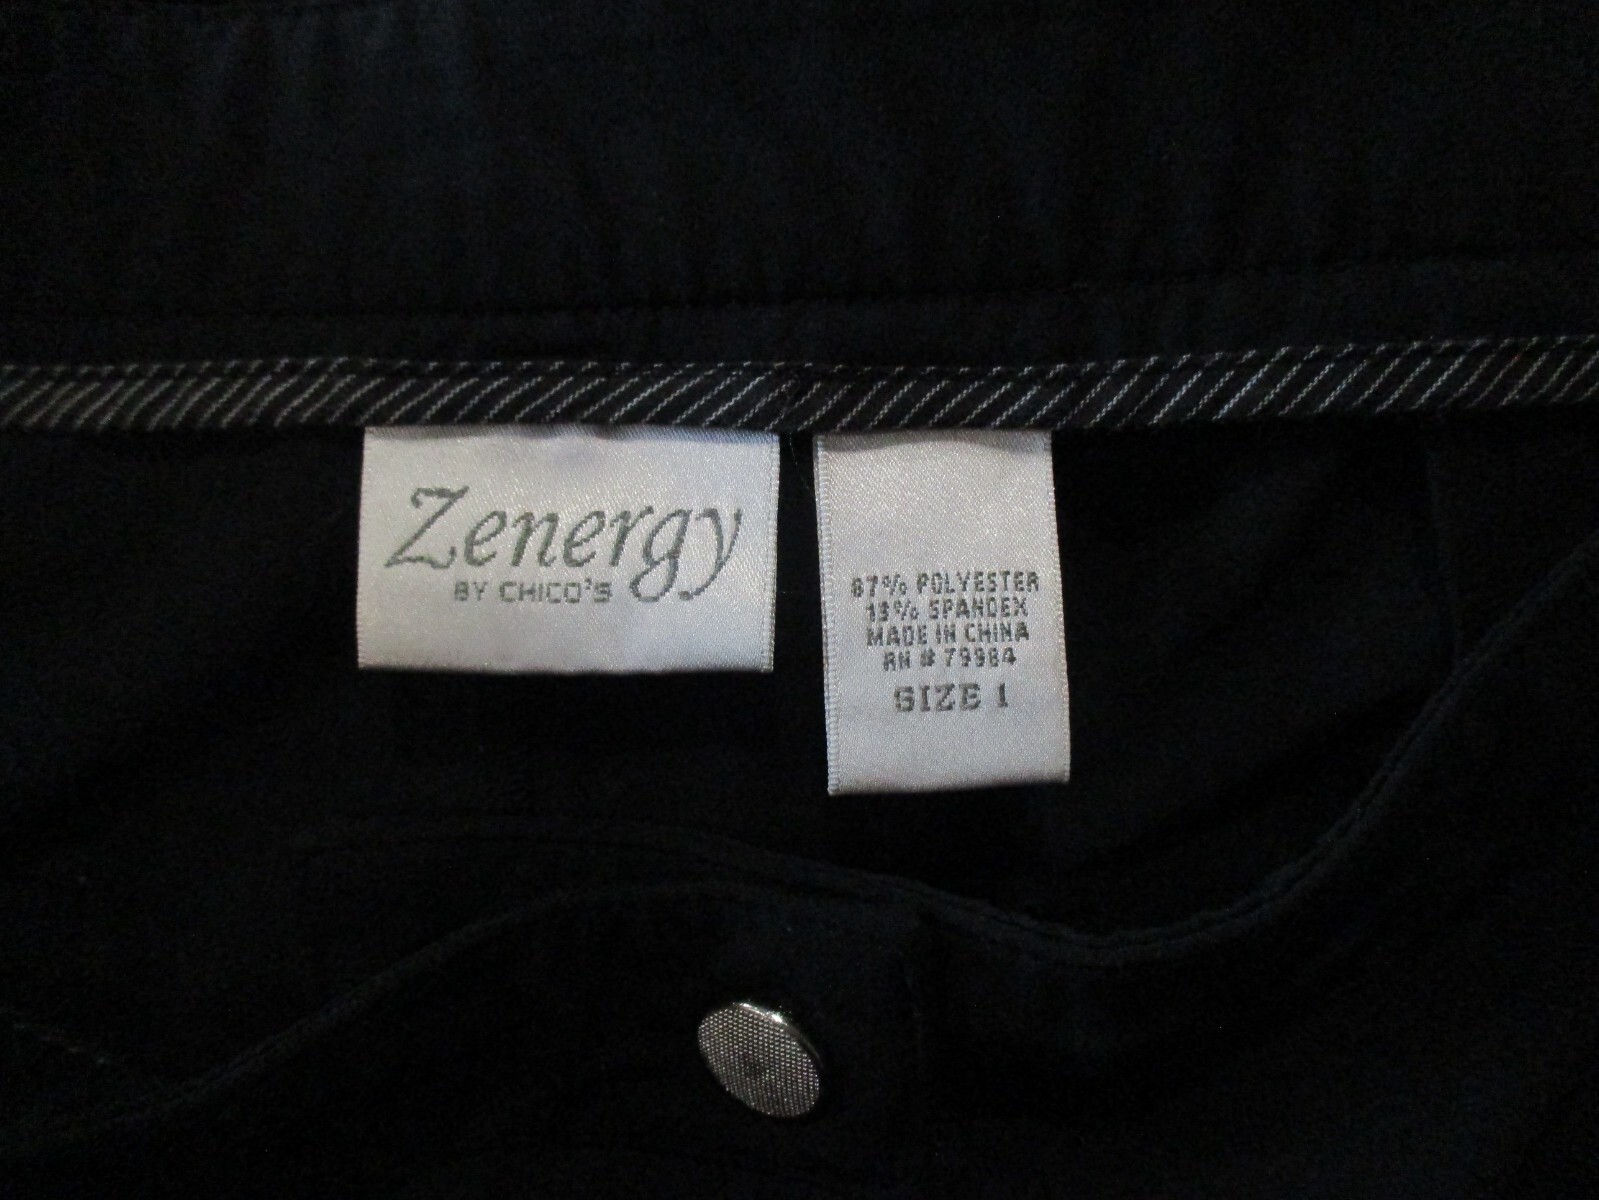 Zenergy
BY CHICO'S
87% POLYESTER
13% SPANDEX
MADE IN CHINA
RN # 79984
SIZE 1